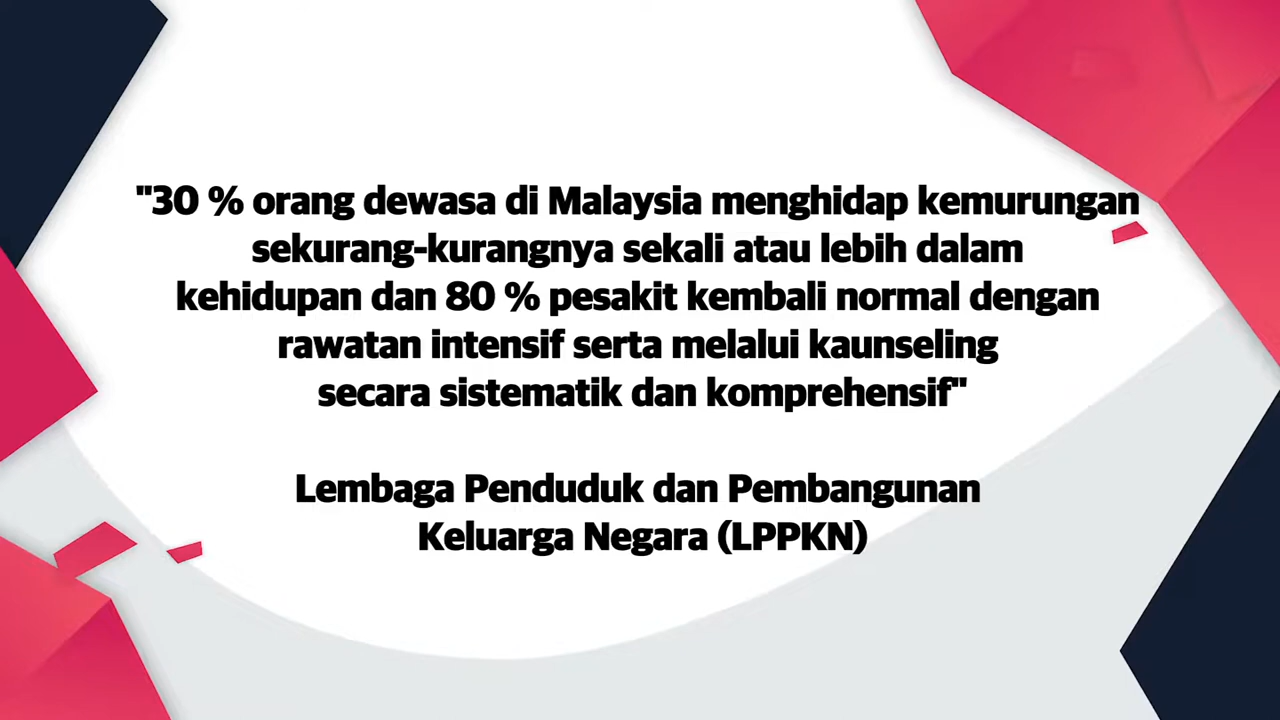 "30 % orang dewasa di Malaysia menghidap kemurungan
sekurang-kurangnya sekali atau lebih dalam
kehidupan dan 80 % pesakit kembali normal dengan
rawatan intensif serta melalui kaunseling
secara sistematik dan komprehensif"
Lembaga Penduduk dan Pembangunan
Keluarga Negara (LPPKN)